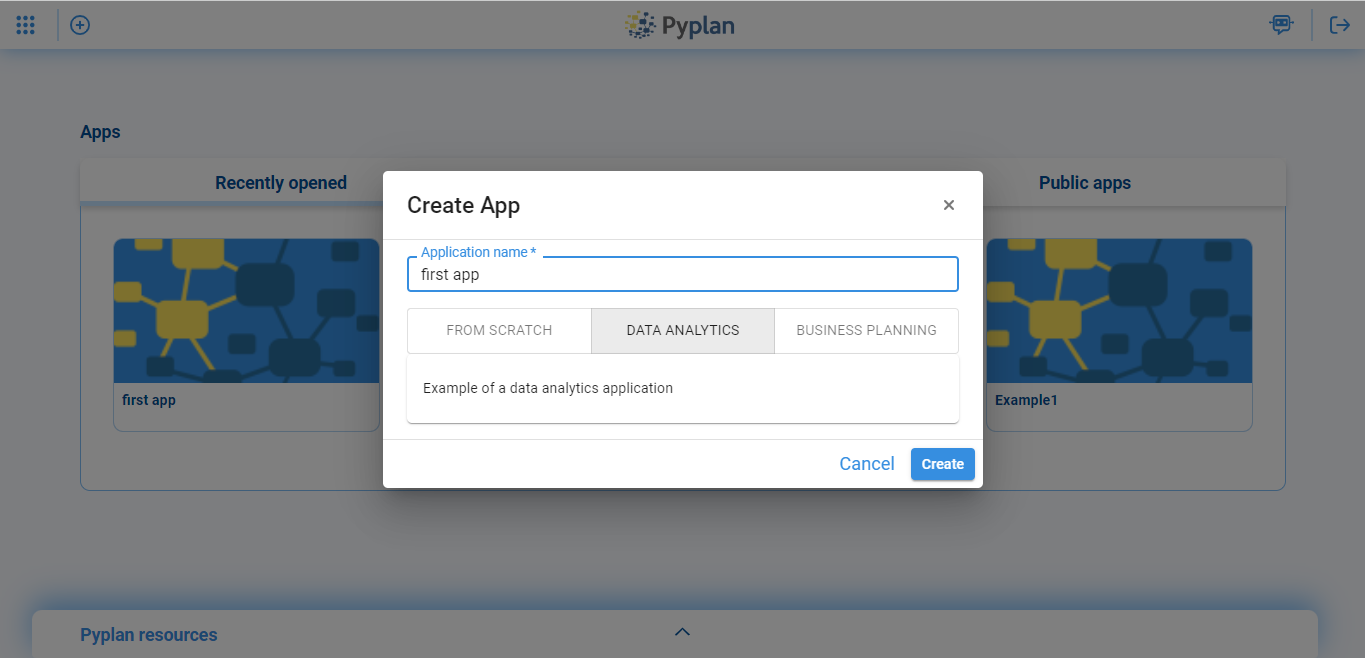 Pyplan
Apps
Recently opened
Public apps
Create App
Application name *
first app
FROM SCRATCH
DATA ANALYTICS
BUSINESS PLANNING
Example of a data analytics application
first app
Example1
Cancel
Create
Pyplan resources